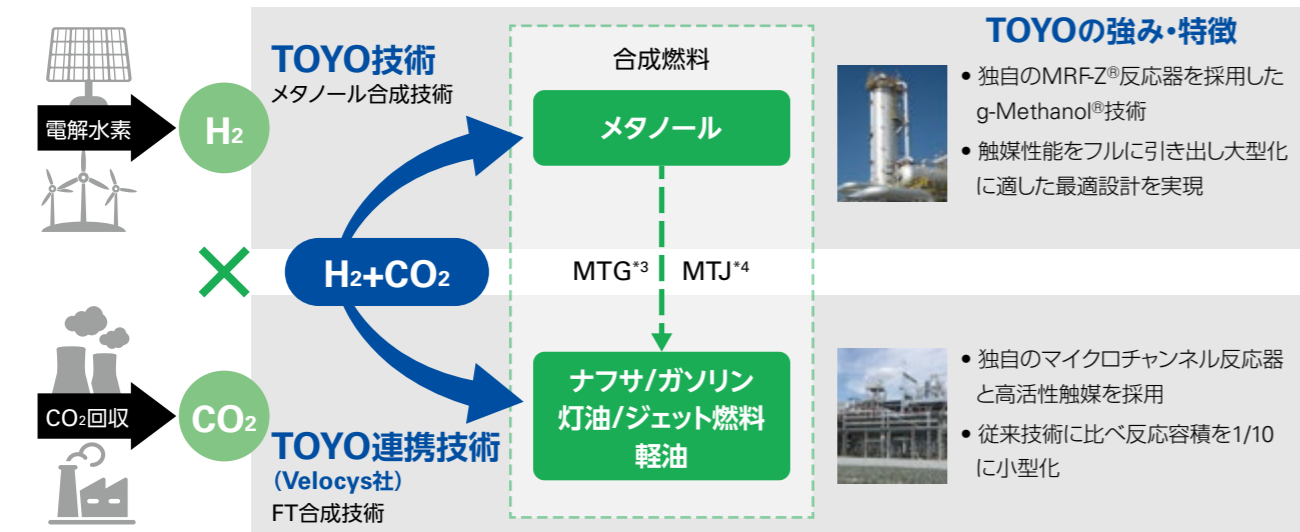 電解水素
H2
×
CO2回収
CO2
TOYO技術
メタノール合成技術
H2+CO2
TOYO連携技術
（Velocys社）
FT合成技術
合成燃料
メタノール
MTG*3
MTJ*4
ナフサ/ガソリン
灯油/ジェット燃料
軽油
TOYOの強み・特徴
• 独自のMRF-Z®反応器を採用した
g-Methanol®技術
• 触媒性能をフルに引き出し大型化
に適した最適設計を実現
• 独自のマイクロチャンネル反応器
と高活性触媒を採用
• 従来技術に比べ反応容積を1/10
に小型化